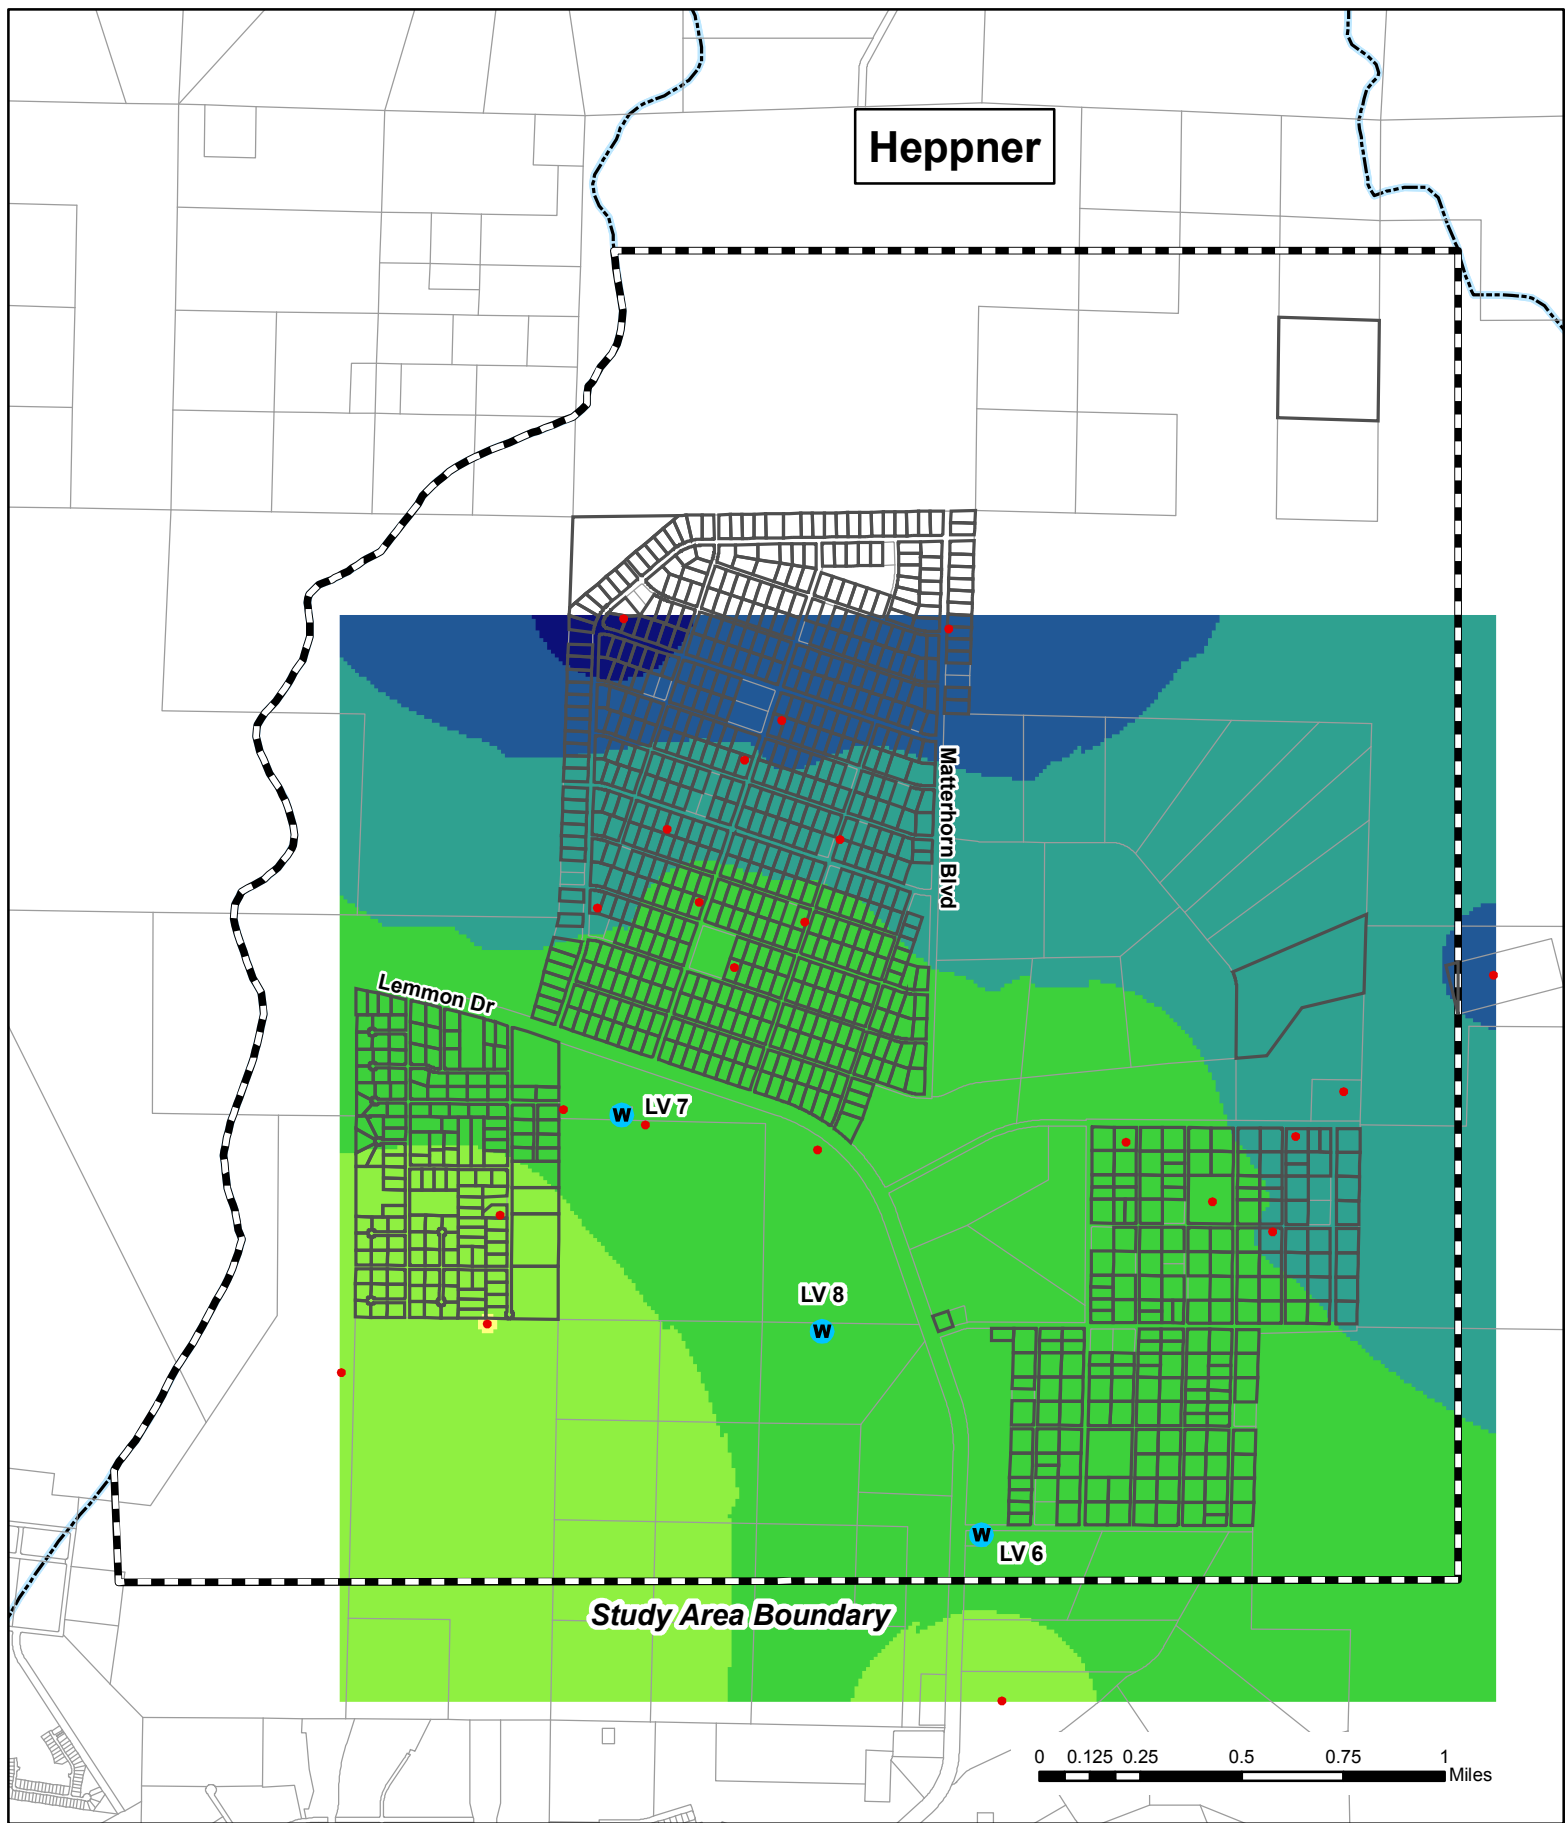 Heppner
Matterhorn Blvd
Lemmon Dr
W LV 7
LV 8
W
W
LV 6
Study Area Boundary
0 0.125 0.25 0.5 0.75 1
Miles